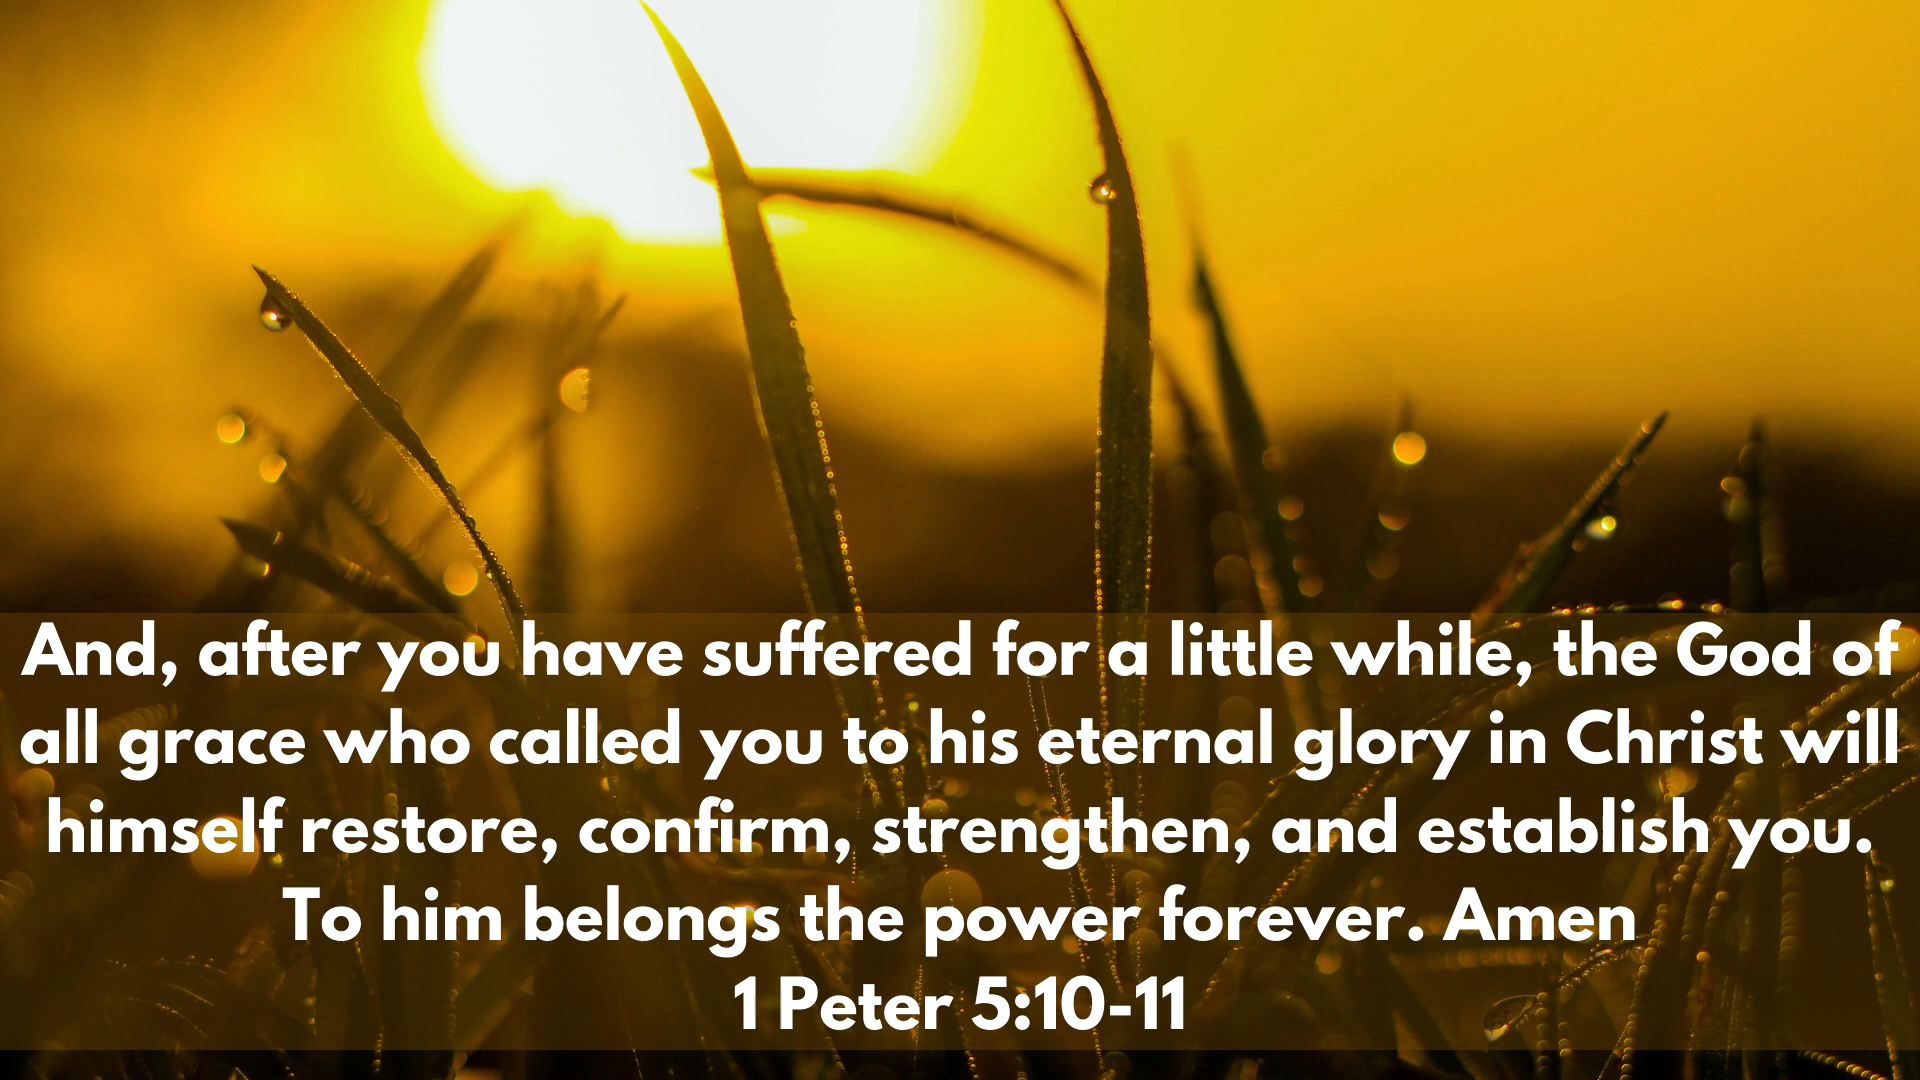 And, after you have suffered for a little while, the God of
all grace who called you to his eternal glory in Christ will
himself restore, confirm, strengthen, and establish you.
To him belongs the power forever. Amen
1 Peter 5:10-11